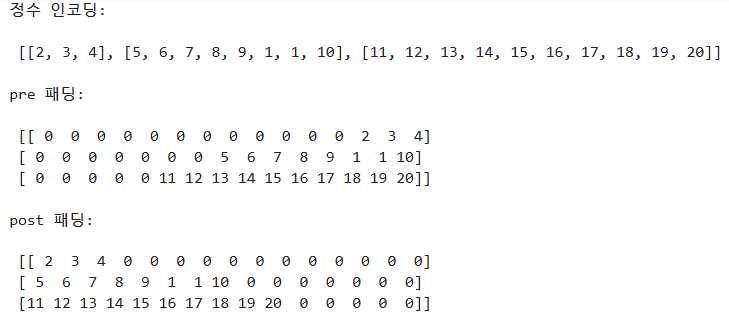 정수 인코딩:
[[2, 3, 4], [5, 6, 7, 8, 9, 1, 1, 10], [11, 12, 13, 14, 15, 16, 17, 18, 19, 20]]
pre 패딩:
[[ 0  0  0  0  0  0  0  0  0  0  0  0  2  3  4]
[ 0  0  0  0  0  0  0  5  6  7  8  9  1  1 10]
[ 0  0  0  0  0 11 12 13 14 15 16 17 18 19 20]]
post 패딩:
[[ 2  3  4  0  0  0  0  0  0  0  0  0  0  0  0]
[ 5  6  7  8  9  1  1 10  0  0  0  0  0  0  0]
[11 12 13 14 15 16 17 18 19 20  0  0  0  0  0]]